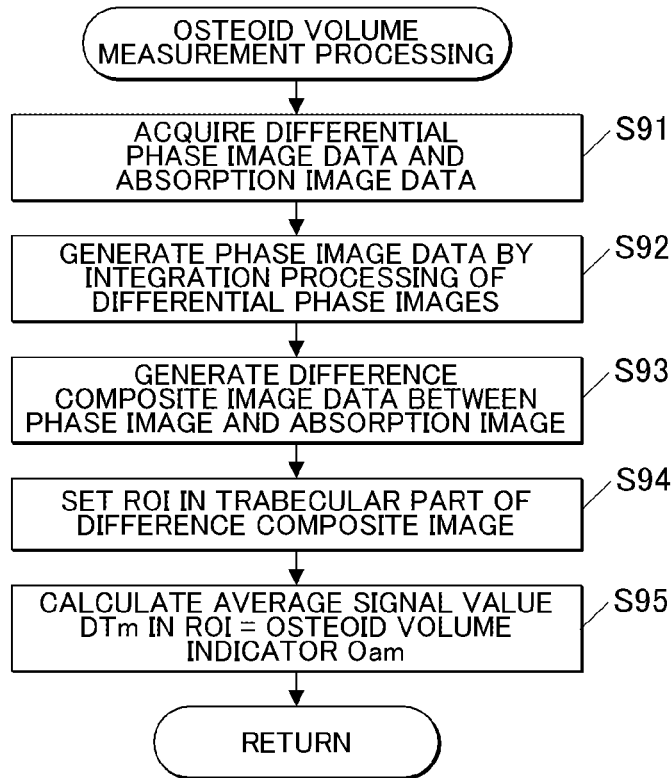 OSTEOID VOLUME
MEASUREMENT PROCESSING
ACQUIRE DIFFERENTIAL
PHASE IMAGE DATA AND
ABSORPTION IMAGE DATA
S91
GENERATE PHASE IMAGE DATA BY
INTEGRATION PROCESSING OF
DIFFERENTIAL PHASE IMAGES
S92
GENERATE DIFFERENCE
COMPOSITE IMAGE DATA BETWEEN
PHASE IMAGE AND ABSORPTION IMAGE
S93
SET ROI IN TRABECULAR PART OF
DIFFERENCE COMPOSITE IMAGE
S94
CALCULATE AVERAGE SIGNAL VALUE
DTm IN ROI = OSTEOID VOLUME
INDICATOR Oam
S95
RETURN